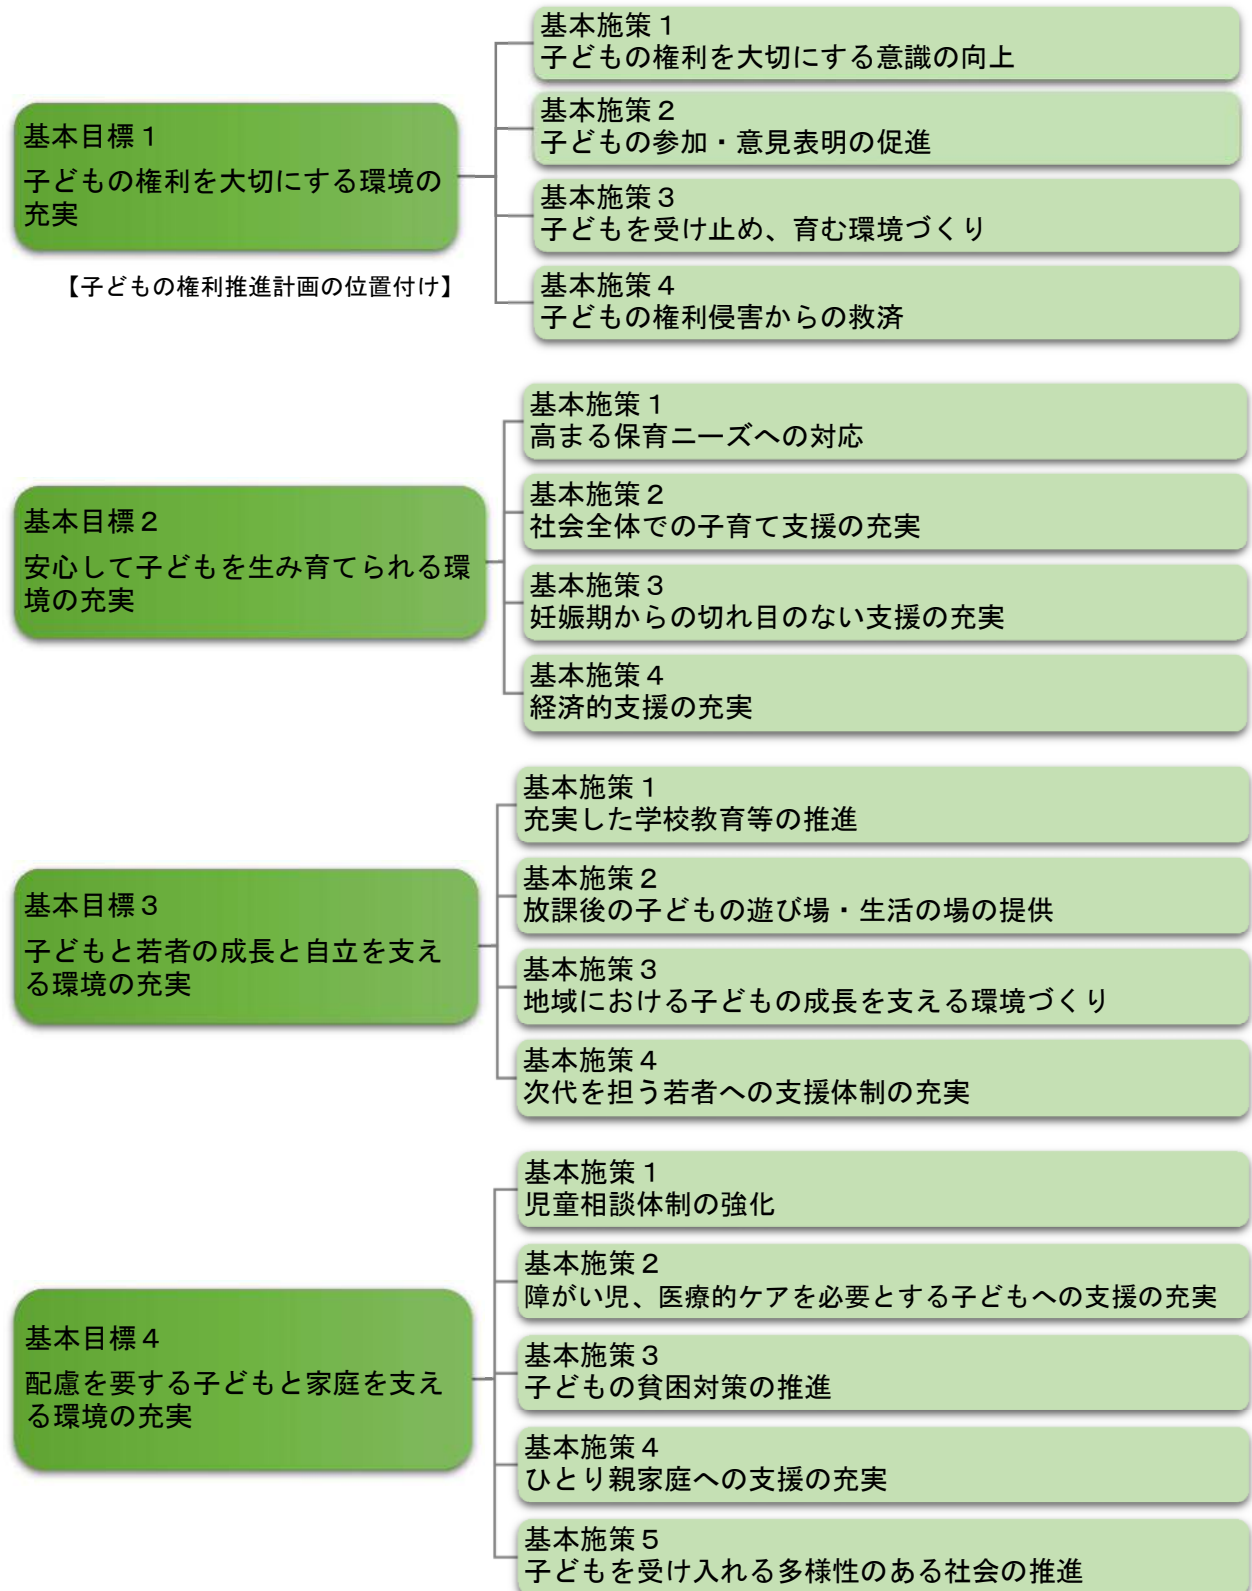 基本目標１
子どもの権利を大切にする環境の
充実
【子どもの権利推進計画の位置付け】
基本施策１
子どもの権利を大切にする意識の向上
基本施策２
子どもの参加・意見表明の促進
基本施策３
子どもを受け止め、育む環境づくり
基本施策４
子どもの権利侵害からの救済
基本目標２
安心して子どもを生み育てられる環
境の充実
基本施策１
高まる保育ニーズへの対応
基本施策２
社会全体での子育て支援の充実
基本施策３
妊娠期からの切れ目のない支援の充実
基本施策４
経済的支援の充実
基本目標３
子どもと若者の成長と自立を支え
る環境の充実
基本施策１
充実した学校教育等の推進
基本施策２
放課後の子どもの遊び場・生活の場の提供
基本施策３
地域における子どもの成長を支える環境づくり
基本施策４
次代を担う若者への支援体制の充実
基本目標４
配慮を要する子どもと家庭を支え
る環境の充実
基本施策１
児童相談体制の強化
基本施策２
障がい児、医療的ケアを必要とする子どもへの支援の充実
基本施策３
子どもの貧困対策の推進
基本施策４
ひとり親家庭への支援の充実
基本施策５
子どもを受け入れる多様性のある社会の推進